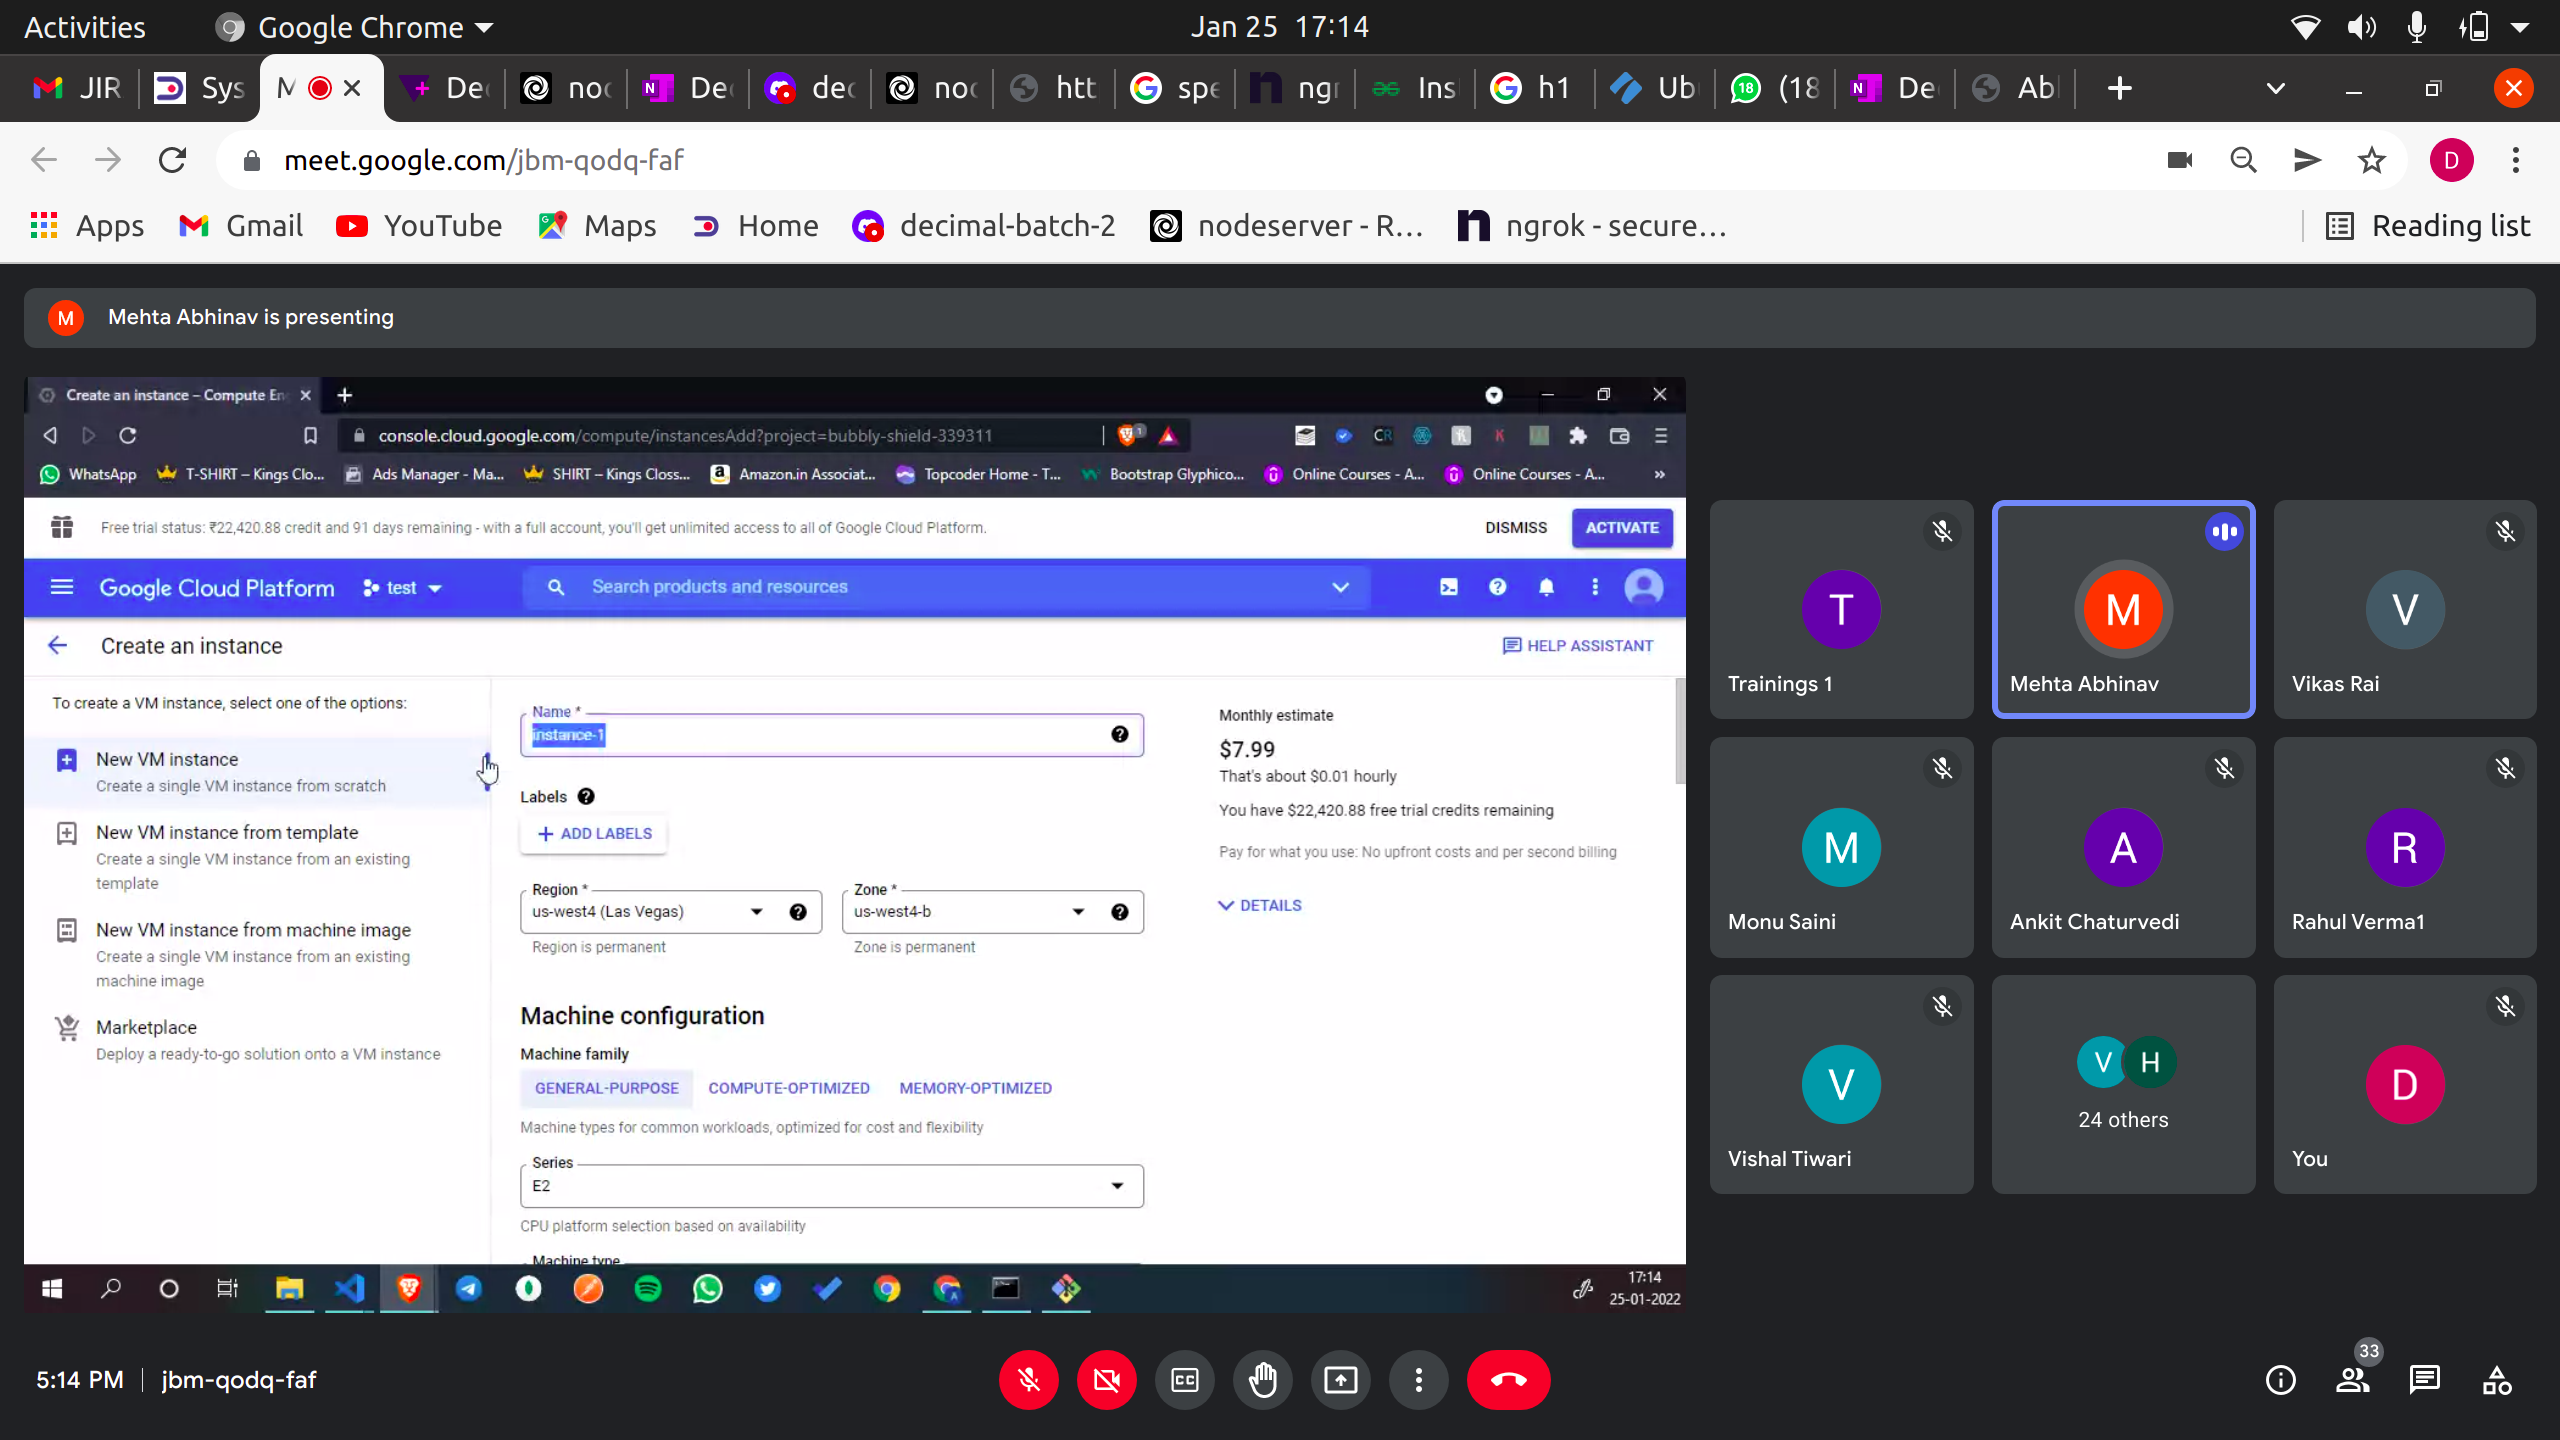 Activities
Google Chrome
Jan 25 17:14
JIR
Sys
M
De
noc
De
dec
noc
htt
spe
ngr
Ins
h1
Ub
(18
De
Abl
meet.google.com/jbm-qodq-faf
D
Apps
Gmail
YouTube
Maps
Home
decimal-batch-2
nodeserver - R...
ngrok - secure...
Reading list
M
Mehta Abhinav is presenting
Create an instance – Compute En
console.cloud.google.com/compute/instancesAdd?project=bubbly-shield-339311
WhatsApp
T-SHIRT – Kings Clo...
Ads Manager - Ma...
SHIRT – Kings Closs...
Amazon.in Associat...
Topcoder Home - T...
Bootstrap Glyphico...
Online Courses - A...
Online Courses - A...
»
Free trial status: ₹22,420.88 credit and 91 days remaining - with a full account, you'll get unlimited access to all of Google Cloud Platform.
DISMISS
ACTIVATE
Google Cloud Platform
test
Search products and resources
Create an instance
HELP ASSISTANT
To create a VM instance, select one of the options:
New VM instance
Create a single VM instance from scratch
New VM instance from template
Create a single VM instance from an existing
template
New VM instance from machine image
Create a single VM instance from an existing
machine image
Marketplace
Deploy a ready-to-go solution onto a VM instance
Name *
instance-1
Labels
ADD LABELS
Region *
us-west4 (Las Vegas)
Region is permanent
Zone *
us-west4-b
Zone is permanent
Machine configuration
Machine family
GENERAL-PURPOSE
COMPUTE-OPTIMIZED
MEMORY-OPTIMIZED
Machine types for common workloads, optimized for cost and flexibility
Series
E2
CPU platform selection based on availability
Machine type
Monthly estimate
$7.99
That's about $0.01 hourly
You have $22,420.88 free trial credits remaining
Pay for what you use: No upfront costs and per second billing
DETAILS
17:14
25-01-2022
T
Trainings 1
M
Mehta Abhinav
V
Vikas Rai
M
Monu Saini
A
Ankit Chaturvedi
R
Rahul Verma1
V
Vishal Tiwari
V H
24 others
D
You
5:14 PM
jbm-qodq-faf
CC
33